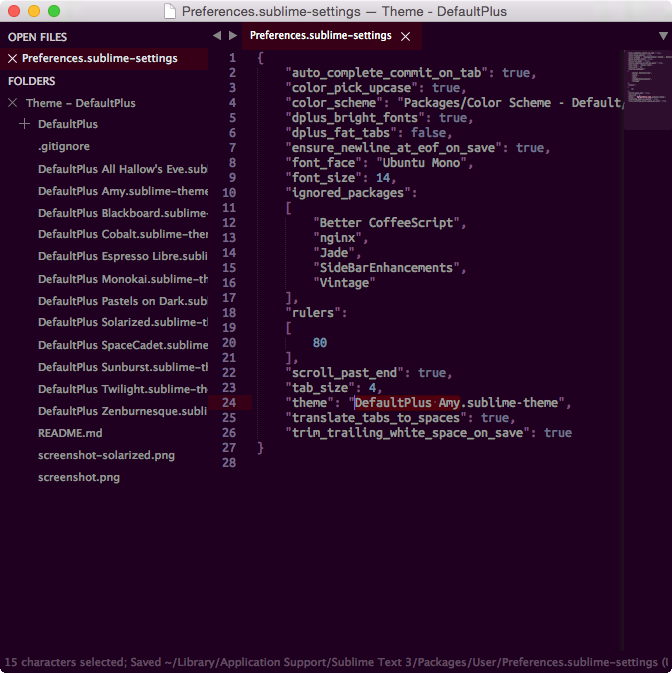 Preferences.sublime-settings — Theme - DefaultPlus
OPEN FILES
Preferences.sublime-settings
FOLDERS
Theme – DefaultPlus
DefaultPlus
.gitignore
DefaultPlus All Hallow's Eve.subl
DefaultPlus Amy.sublime-theme
DefaultPlus Blackboard.sublime-
DefaultPlus Cobalt.sublime-ther
DefaultPlus Espresso Libre.subli
DefaultPlus Monokai.sublime-th
DefaultPlus Pastels on Dark.subl
DefaultPlus Solarized.sublime-t
DefaultPlus SpaceCadet.sublime
DefaultPlus Sunburst.sublime-th
DefaultPlus Twilight.sublime-the
DefaultPlus Zenburnesque.subli
README.md
screenshot-solarized.png
screenshot.png
Preferences.sublime-settings
1 {
2 "auto_complete_commit_on_tab": true,
3 "color_pick_upcase": true,
4 "color_scheme": "Packages/Color Scheme - Default/
5 "dplus_bright_fonts": true,
6 "dplus_fat_tabs": false,
7 "ensure_newline_at_eof_on_save": true,
8 "font_face": "Ubuntu Mono",
9 "font_size": 14,
10 "ignored_packages":
11 [
12 "Better CoffeeScript",
13 "nginx",
14 "Jade",
15 "SideBarEnhancements",
16 "Vintage"
17 ],
18 "rulers":
19 [
20 80
21 ],
22 "scroll_past_end": true,
23 "tab_size": 4,
24 "theme": "DefaultPlus Amy.sublime-theme",
25 "translate_tabs_to_spaces": true,
26 "trim_trailing_white_space_on_save": true
27 }
28
15 characters selected; Saved ~/Library/Application Support/Sublime Text 3/Packages/User/Preferences.sublime-settings (